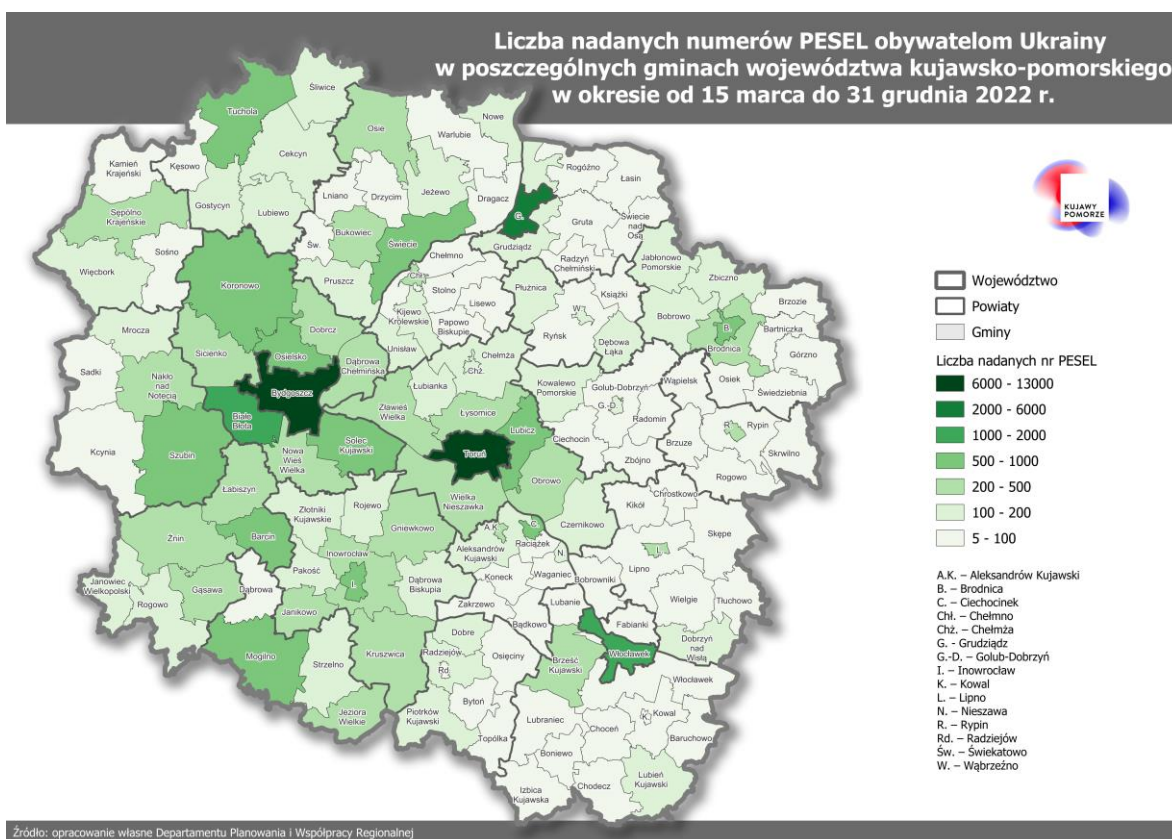 Liczba nadanych numerów PESEL obywatelom Ukrainy
w poszczególnych gminach województwa kujawsko-pomorskiego
w okresie od 15 marca do 31 grudnia 2022 r.
Śliwice
Tuchola
Nowe
Osie
Warlubie
Cekcyn
Kamień
Krajeński
Kęsowo
Rogóźno
Łasin
Lniano
Drzycim
Jeżewo
Dragacz
Gostycyn
Lubiewo
G.
Sępólno
Krajeńskie
Bukowiec
Gruta
Świecie
nad
Osą
Św.
Świecie
Grudziądz
Sośno
Chełmno
Radzyń
Chełmiński
Jabłonowo
Pomorskie
Więcbork
Zbiczno
Koronowo
Pruszcz
Chł.
Stolno
Płużnica
Książki
Brzozie
Kijewo
Królewskie
Lisewo
W.
Bobrowo
Mrocza
Dobrcz
Papowo
Biskupie
Ryńsk
B.
Bartniczka
Sicienko
Unisław
Dębowa
Łąka
Brodnica
Górzno
Osielsko
Dąbrowa
Chełmińska
Chełmża
Sadki
Nakło
nad
Notecią
Chż.
Osiek
Łubianka
Kowalewo
Pomorskie
Golub-Dobrzyń
Wąpielsk
Świedziebnia
Bydgoszcz
G.-D.
Zławieś
Wielka
Łysomice
Radomin
Białe
Błota
Lubicz
R.
Rypin
Solec
Kujawski
Ciechocin
Brzuze
Kcynia
Szubin
Nowa
Wieś
Wielka
Toruń
Skrwilno
Zbójno
Rogowo
Łabiszyn
Wielka
Nieszawka
Obrowo
Złotniki
Kujawskie
Rojewo
Chrostkowo
Kikół
Gniewkowo
Czernikowo
Żnin
Barcin
A.K.
C.
Skępe
Inowrocław
Aleksandrów
Kujawski
Raciążek
N.
L.
Pakość
Lipno
Janowiec
Wielkopolski
Rogowo
Gąsawa
Dąbrowa
I.
Dąbrowa
Biskupia
Koneck
Waganiec
Bobrowniki
Janikowo
Zakrzewo
Lubanie
Wielgie
Tłuchowo
Bądkowo
Fabianki
Mogilno
Strzelno
Kruszwica
Dobre
Dobrzyń
nad
Wisłą
Radziejów
Osięciny
Brześć
Kujawski
Włocławek
Rd.
Włocławek
Jeziora
Wielkie
Piotrków
Kujawski
Bytoń
Lubraniec
K.
Kowal
Choceń
Topólka
Baruchowo
Boniewo
Izbica
Kujawska
Chodecz
Lubień
Kujawski
KUJAWY
POMORZE
Województwo
Powiaty
Gminy
Liczba nadanych nr PESEL
6000 - 13000
2000 - 6000
1000 - 2000
500 - 1000
200 - 500
100 - 200
5 - 100
A.K. – Aleksandrów Kujawski
B. – Brodnica
C. – Ciechocinek
Chł. – Chełmno
Chż. – Chełmża
G. - Grudziądz
G.-D. – Golub-Dobrzyń
I. – Inowrocław
K. – Kowal
L. – Lipno
N. – Nieszawa
R. – Rypin
Rd. – Radziejów
Św. – Świekatowo
W. – Wąbrzeźno
Źródło: opracowanie własne Departamentu Planowania i Współpracy Regionalnej